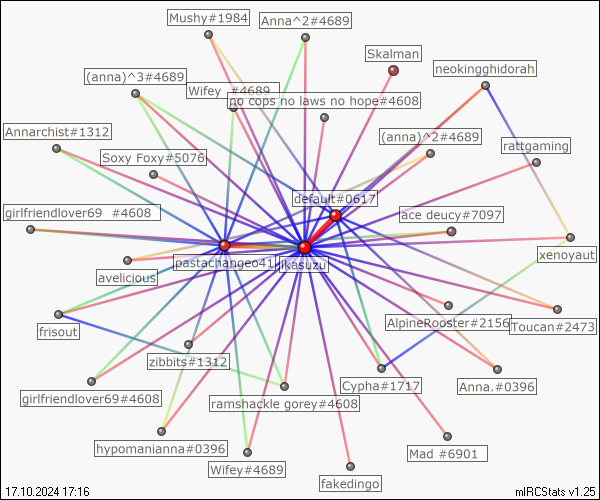 Mushy#1984
Anna^2#4689
Skalman
neokingghidorah
(anna)^3#4689
Wifey #4689
no cops no laws no hope#4608
Annarchist#1312
(anna)^2#4689
rattgaming
Soxy Foxy#5076
default#0617
girlfriendlover69 #4608
ace deucy#7097
pastachangeo41
jikasuzu
xenoyaut
avelicious
frisout
AlpineRooster#2156
Toucan#2473
zibbits#1312
Cypha#1717
Anna.#0396
girlfriendlover69#4608
ramshackle gorey#4608
hypomanianna#0396
Wifey#4689
Mad #6901
fakedingo
17.10.2024 17:16
mIRCStats v1.25